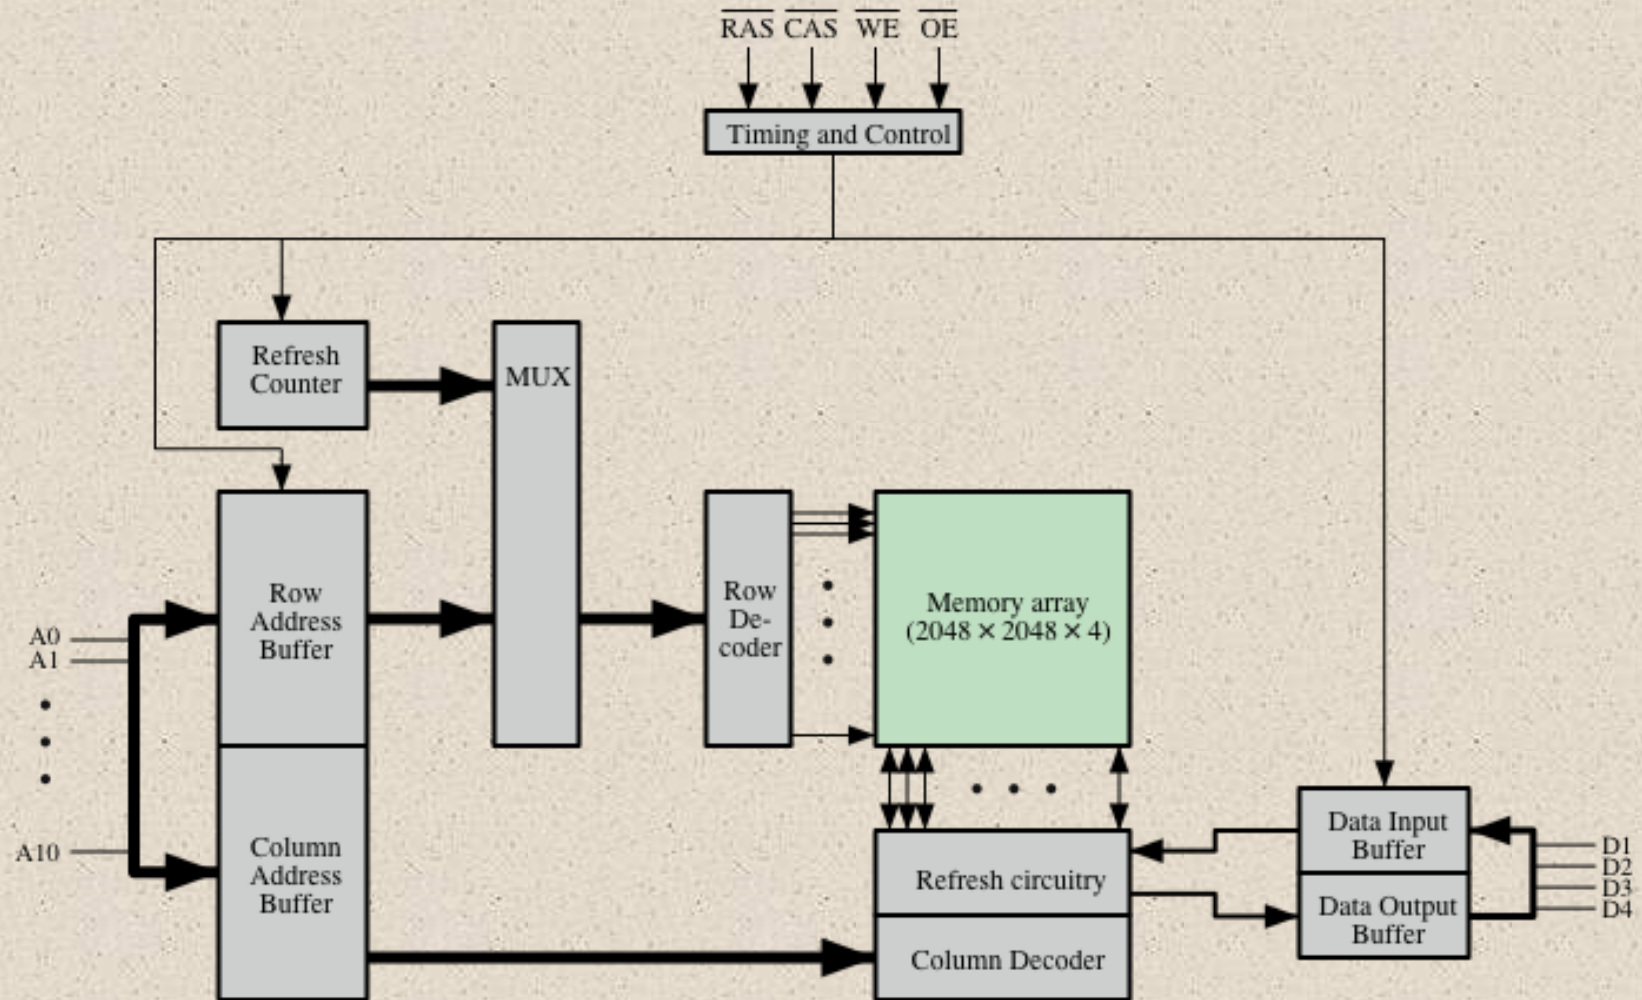 RAS CAS WE OE
Timing and Control
Refresh
Counter
MUX
Row
Address
Buffer
Row
De-
coder
Memory array
(2048 × 2048 × 4)
A0
A1
A10
Column
Address
Buffer
Refresh circuitry
Column Decoder
Data Input
Buffer
Data Output
Buffer
D1
D2
D3
D4